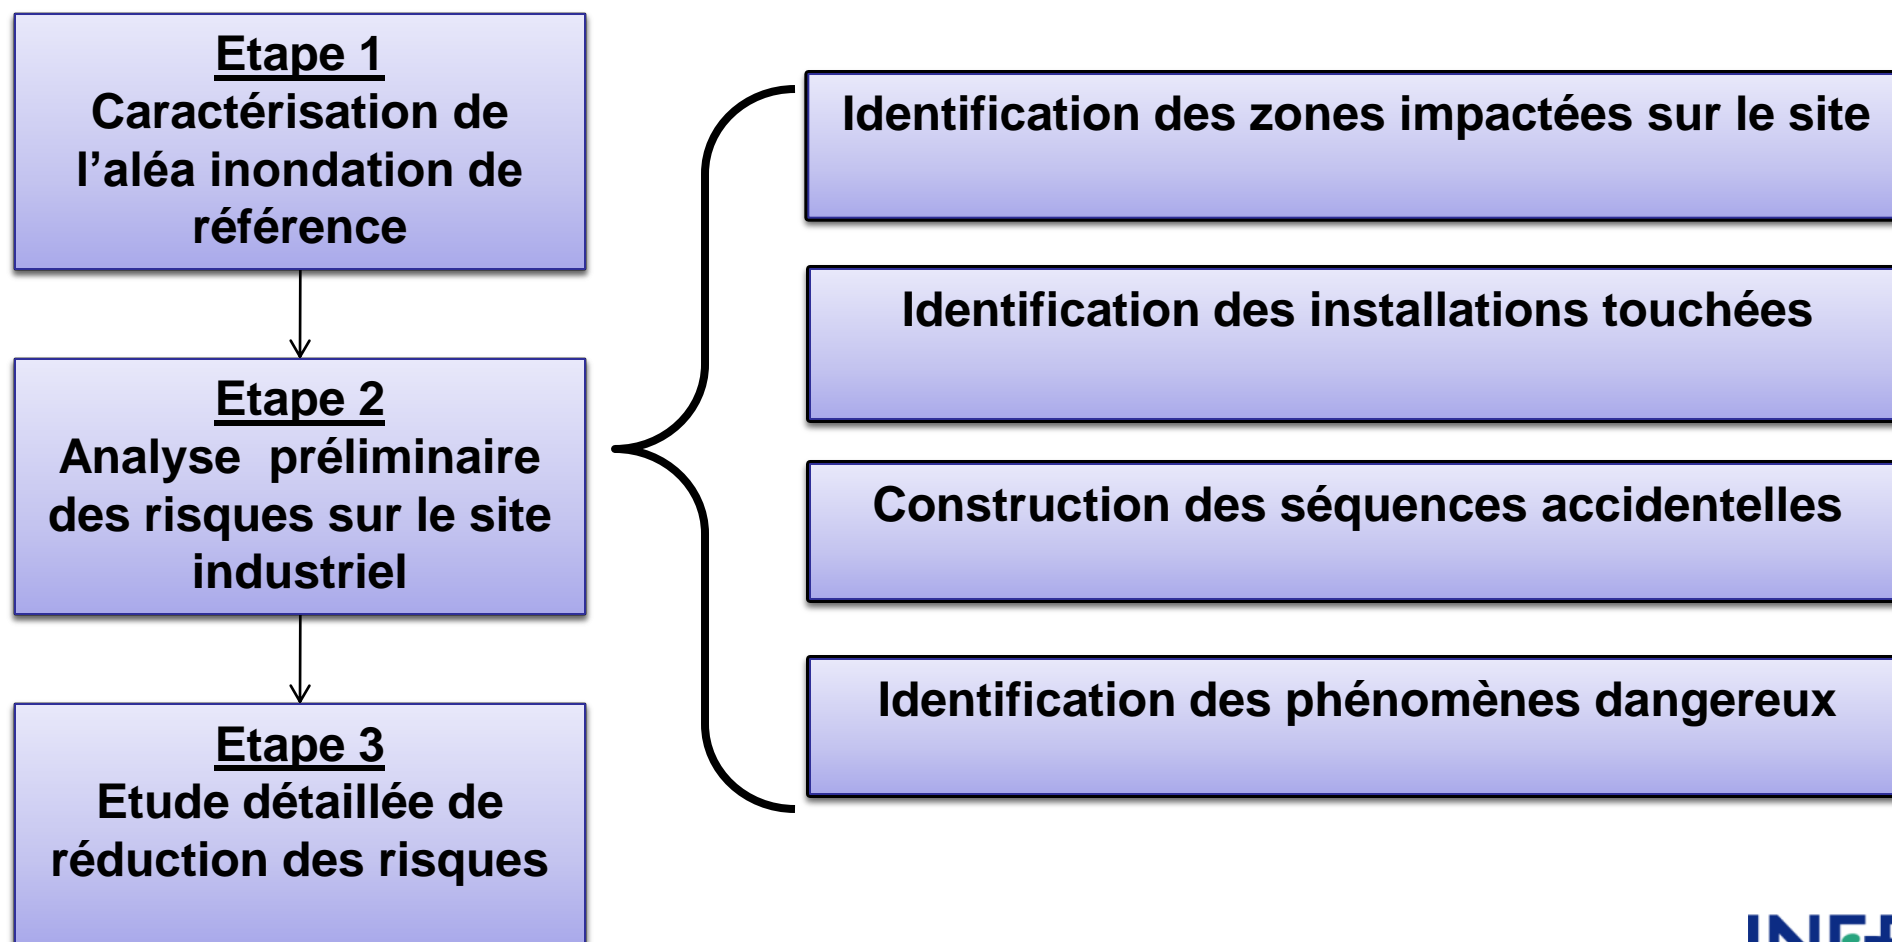 Etape 1
Caractérisation de
l’aléa inondation de
référence
Etape 2
Analyse  préliminaire
des risques sur le site
industriel
Etape 3
Etude détaillée de
réduction des risques
Identification des zones impactées sur le site
Identification des installations touchées
Construction des séquences accidentelles
Identification des phénomènes dangereux